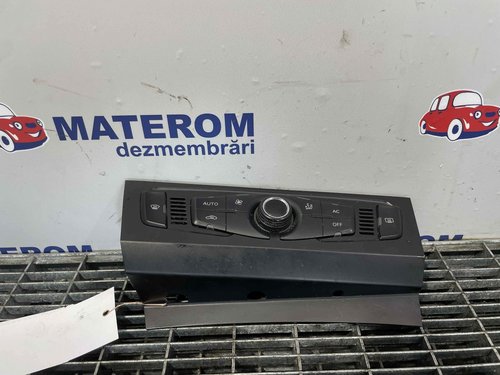 MATEROM
dezmembrări
AUTO
AC
OFF